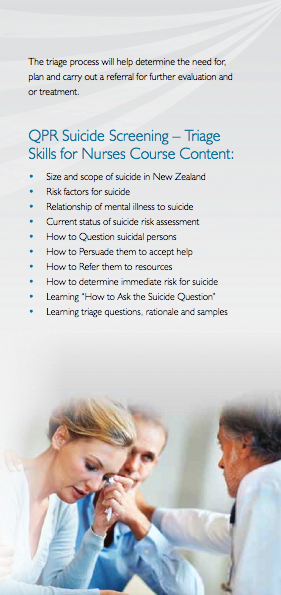 The triage process will help determine the need for,
plan and carry out a referral for further evaluation and
or treatment.
QPR Suicide Screening – Triage
Skills for Nurses Course Content:
• Size and scope of suicide in New Zealand
• Risk factors for suicide
• Relationship of mental illness to suicide
• Current status of suicide risk assessment
• How to Question suicidal persons
• How to Persuade them to accept help
• How to Refer them to resources
• How to determine immediate risk for suicide
• Learning “How to Ask the Suicide Question”
• Learning triage questions, rationale and samples